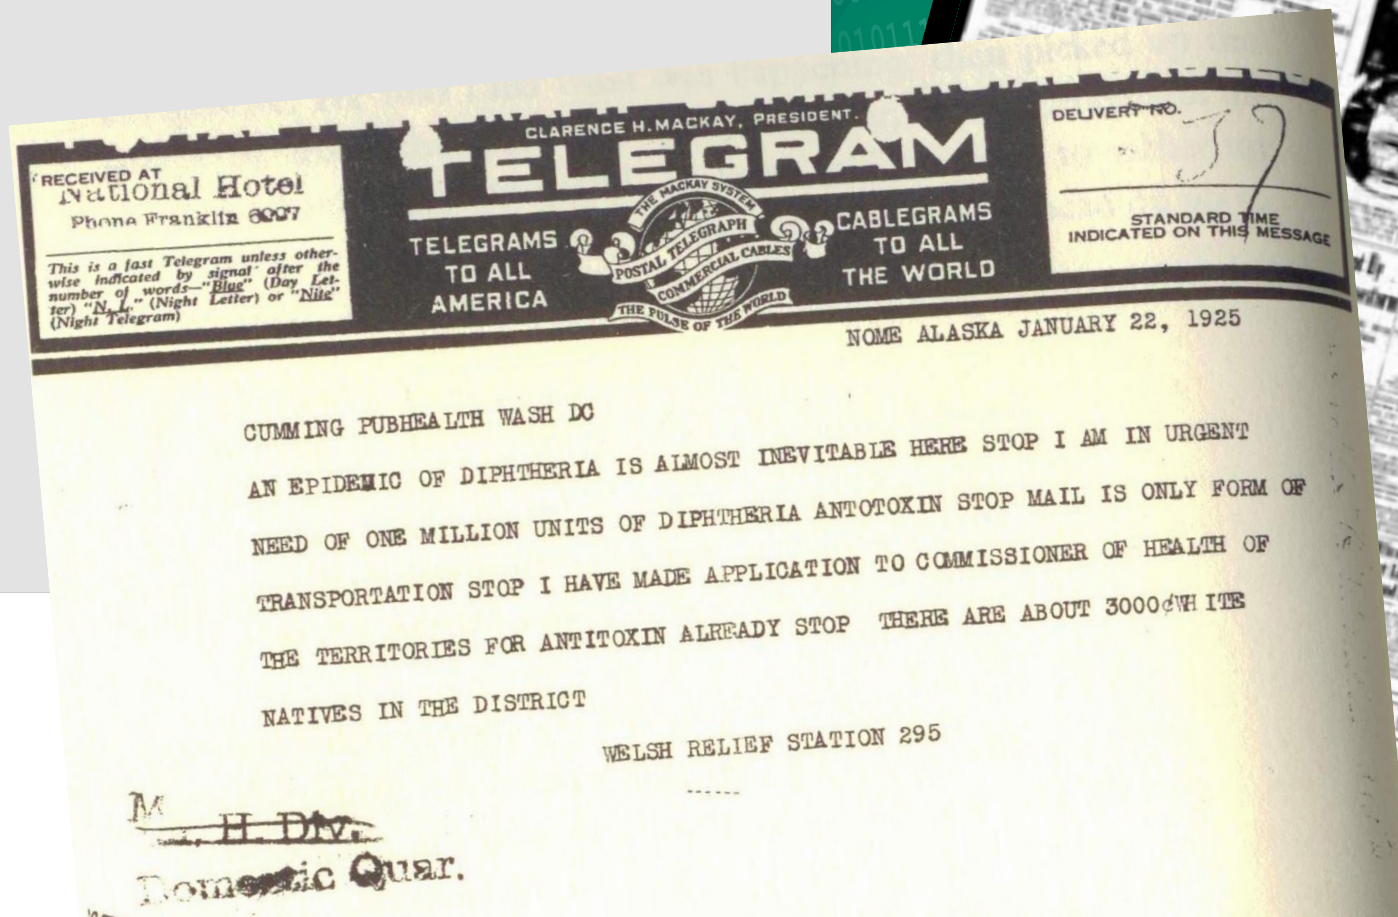 010111
CLARENCE H. MACKAY, PRESIDENT.
TELEGRAM
RECEIVED AT
National Hotel
Phone Franklin 6007
This is a fast Telegram unless other-
wise indicated by signal after the
number of words—"Blue" (Day Let-
ter) "N. L." (Night Letter) or "Nite"
(Night Telegram)
TELEGRAMS
TO ALL
AMERICA
THE MACKAY SYSTEM
POSTAL TELEGRAPH
COMMERCIAL CABLES
THE PULSE OF THE WORLD
CABLEGRAMS
TO ALL
THE WORLD
DELIVERY NO.
39
STANDARD TIME
INDICATED ON THIS MESSAGE
NOME ALASKA JANUARY 22, 1925
CUMMING PUBHEALTH WASH DC
AN EPIDEMIC OF DIPHTHERIA IS ALMOST INEVITABLE HERE STOP I AM IN URGENT
NEED OF ONE MILLION UNITS OF DIPHTHERIA ANTOTOXIN STOP MAIL IS ONLY FORM OF
TRANSPORTATION STOP I HAVE MADE APPLICATION TO COMMISSIONER OF HEALTH OF
THE TERRITORIES FOR ANTITOXIN ALREADY STOP THERE ARE ABOUT 3000 WHITE
NATIVES IN THE DISTRICT
WELSH RELIEF STATION 295
M
H. Div.
Domestic Quar.